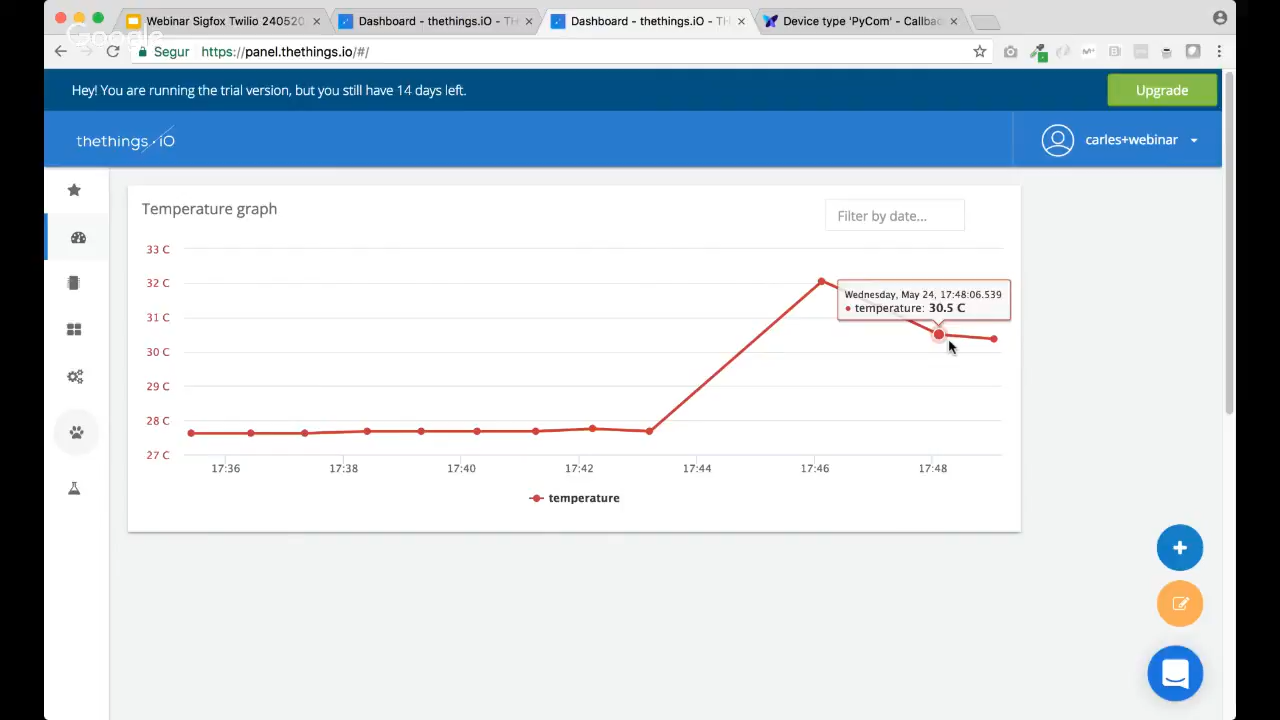 Webinar Sigfox Twilio 240520
Dashboard - thethings.iO -
Dashboard - thethings.iO - T
Device type 'PyCom' - Callba
Google
Segur https://panel.thethings.io/#/
Hey! You are running the trial version, but you still have 14 days left.
Upgrade
thethings.iO
carles+webinar
Temperature graph
Filter by date...
33 C
32 C
31 C
30 C
29 C
28 C
27 C
Wednesday, May 24, 17:48:06.539
temperature: 30.5 C
17:36 17:38 17:40 17:42 17:44 17:46 17:48
temperature